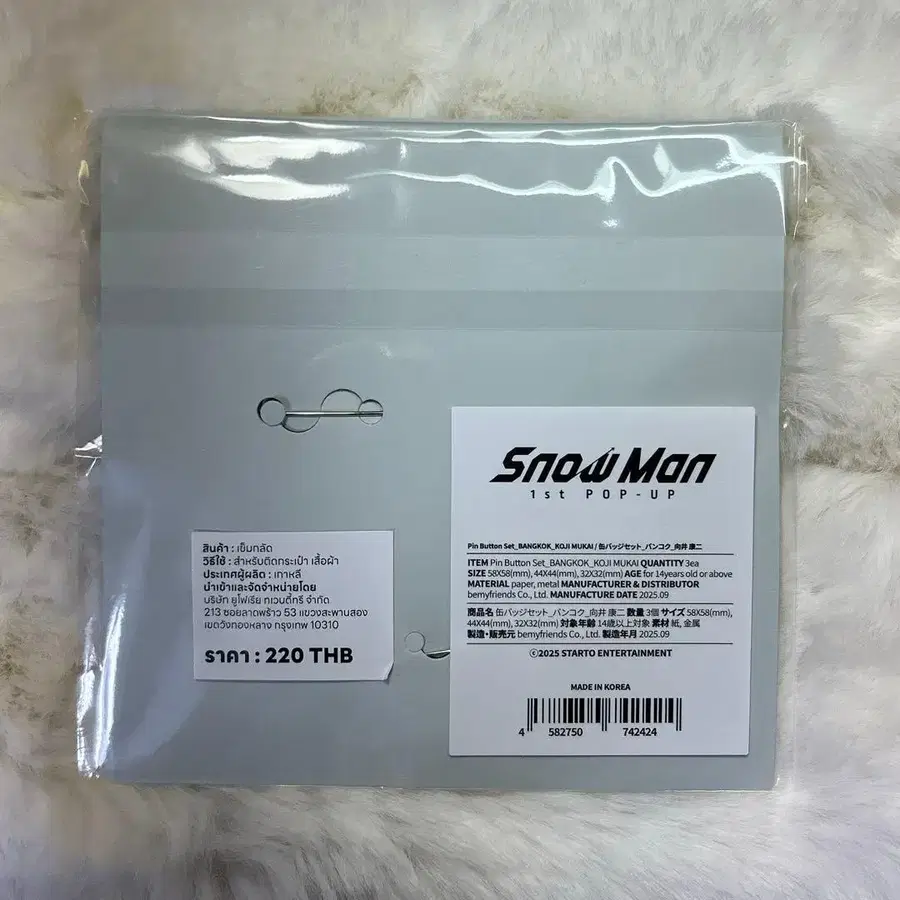 Snow Man
1st POP-UP
Pin Button Set_BANGKOK_KOJI MUKAI / 缶バッジセット_バンコク_向井 康二
ITEM Pin Button Set_BANGKOK_KOJI MUKAI QUANTITY 3ea
SIZE 58X58(mm), 44X44(mm), 32X32(mm) AGE for 14years old or above
MATERIAL paper, metal MANUFACTURER & DISTRIBUTOR
bemyfriends Co., Ltd. MANUFACTURE DATE 2025.09
商品名 缶バッジセット_バンコク_向井 康二 数量 3個 サイズ 58X58(mm),
44X44(mm), 32X32(mm) 対象年齢 14歳以上対象 素材 紙, 金属
製造・販売元 bemyfriends Co., Ltd. 製造年月 2025.09
©2025 STARTO ENTERTAINMENT
MADE IN KOREA
4 582750 742424
สินค้า : เข็มกลัด
วิธีใช้ : สำหรับติดกระเป๋า เสื้อผ้า
ประเทศผู้ผลิต : เกาหลี
นำเข้าและจัดจำหน่ายโดย
บริษัท ยูโฟเรีย ทเวนตี้ทรี จำกัด
213 ซอยลาดพร้าว 53 แขวงสะพานสอง
เขตวังทองหลาง กรุงเทพ 10310
ราคา : 220 THB